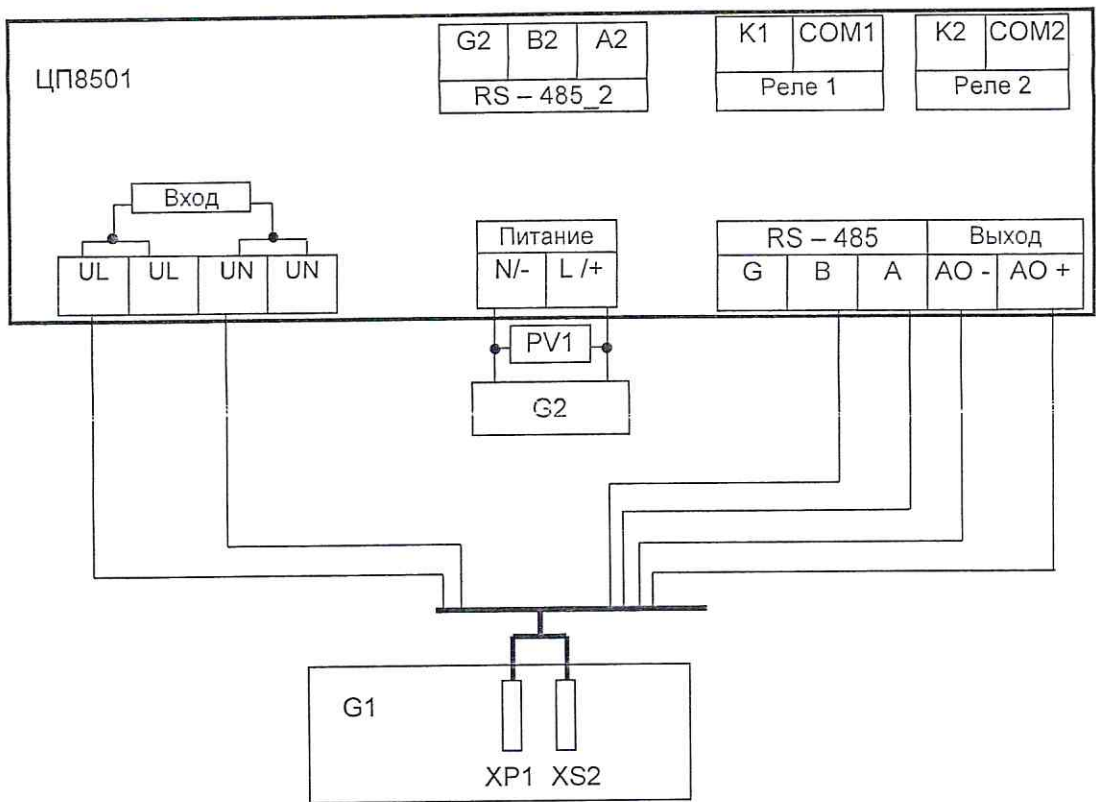 ЦП8501
G2 B2 A2
RS – 485_2
K1 COM1
Реле 1
K2 COM2
Реле 2
Вход
UL UL UN UN
Питание
N/- L /+
RS – 485 Выход
G B A AO - AO +
PV1
G2
G1
XP1 XS2